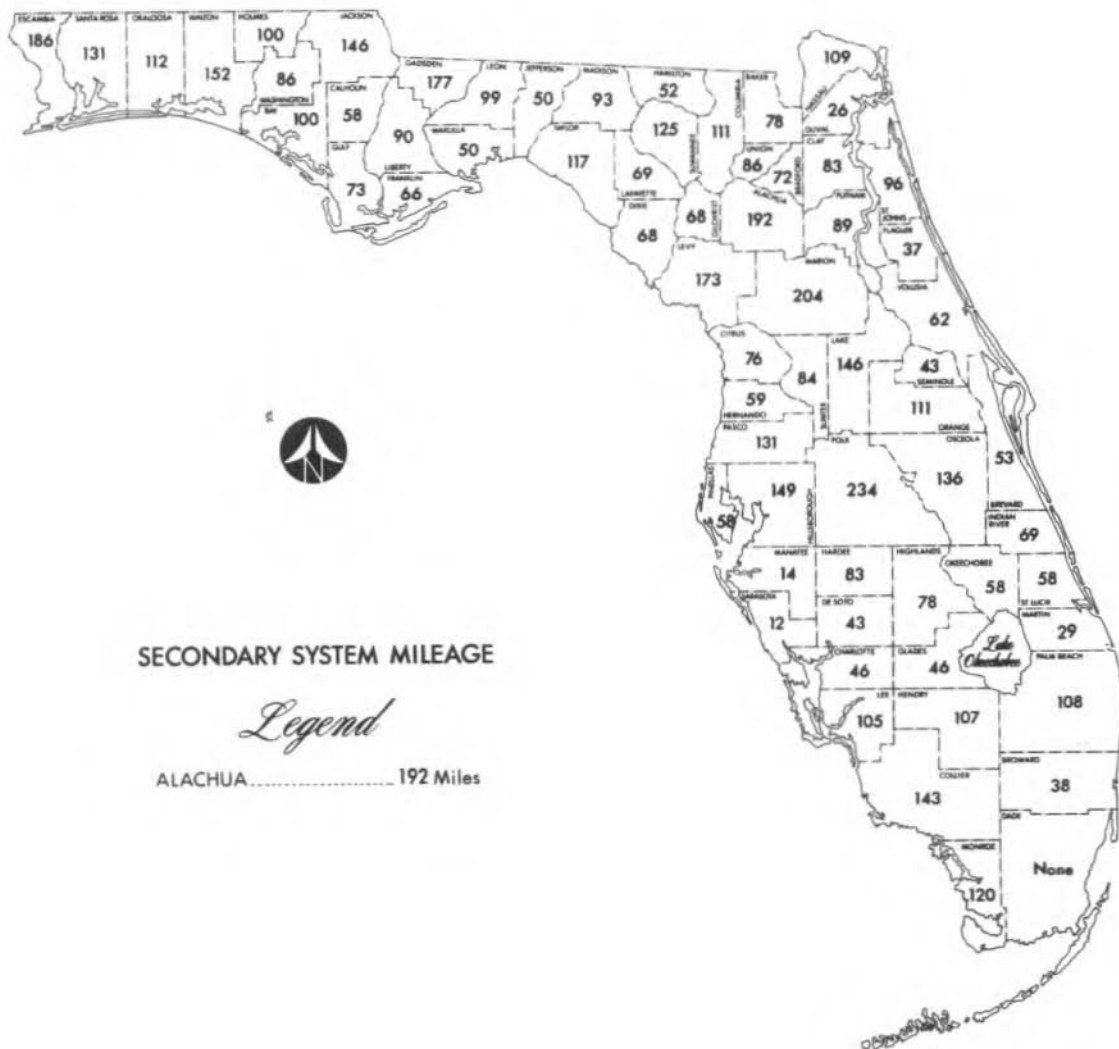 ESCAMBIA
186
SANTA ROSA
131
OKALOOSA
112
WALTON
152
HOLMES
100
JACKSON
146
86
WASHINGTON
BAY
100
CALHOUN
58
GULF
73
GADSDEN
177
LIBERTY
90
FRANKLIN
66
LEON
99
WAKULLA
50
JEFFERSON
50
MADISON
93
TAYLOR
117
HAMILTON
52
SUWANNEE
125
COLUMBIA
111
LAFAYETTE
69
DIXIE
68
GILCHRIST
68
BAKER
78
NASSAU
109
DUVAL
26
UNION
86
BRADFORD
72
CLAY
83
ALACHUA
192
PUTNAM
89
ST.
JOHNS
96
FLAGLER
37
LEVY
173
MARION
204
VOLUSIA
62
CITRUS
76
SUMTER
84
LAKE
146
43
SEMINOLE
59
HERNANDO
PASCO
131
111
ORANGE
OSCEOLA
136
53
BREVARD
PINELLAS
58
149
HILLSBOROUGH
POLK
234
INDIAN
RIVER
69
MANATEE
14
HARDEE
83
HIGHLANDS
78
OKEECHOBEE
58
58
ST LUCIE
SARASOTA
12
DE SOTO
43
MARTIN
29
CHARLOTTE
46
GLADES
46
Lake
Okeechobee
PALM BEACH
108
LEE
105
HENDRY
107
COLLIER
143
BROWARD
38
DADE
None
MONROE
120
N
SECONDARY SYSTEM MILEAGE
Legend
ALACHUA.......................192 Miles